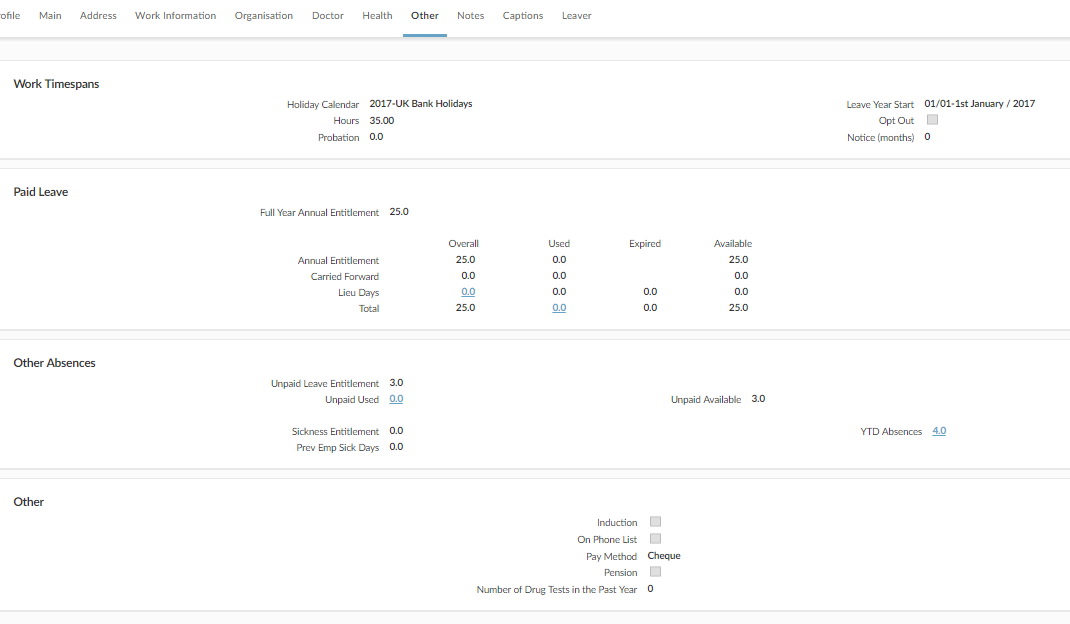 ofile Main Address Work Information Organisation Doctor Health Other Notes Captions Leaver
Work Timespans
Holiday Calendar 2017-UK Bank Holidays Leave Year Start 01/01-1st January / 2017
Hours 35.00 Opt Out
Probation 0.0 Notice (months) 0
Paid Leave
Full Year Annual Entitlement 25.0
Overall Used Expired Available
Annual Entitlement 25.0 0.0 25.0
Carried Forward 0.0 0.0 0.0
Lieu Days 0.0 0.0 0.0 0.0
Total 25.0 0.0 0.0 25.0
Other Absences
Unpaid Leave Entitlement 3.0
Unpaid Used 0.0 Unpaid Available 3.0
Sickness Entitlement 0.0 YTD Absences 4.0
Prev Emp Sick Days 0.0
Other
Induction
On Phone List
Pay Method Cheque
Pension
Number of Drug Tests in the Past Year 0